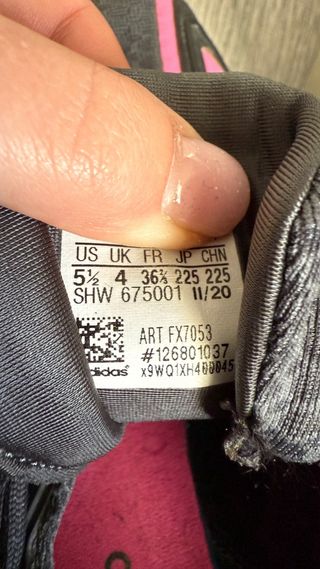 US UK FR JP CHN
5½ 4 36⅔ 225 225
SHW 675001 11/20
ART FX7053
#126801037
x9WQ1XH400045
adidas